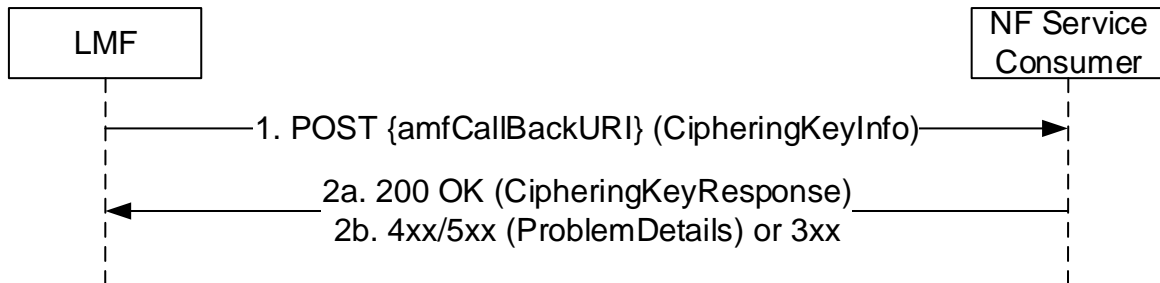 LMF
NF Service
Consumer
1. POST {amfCallBackURI} (CipheringKeyInfo)
2a. 200 OK (CipheringKeyResponse)
2b. 4xx/5xx (ProblemDetails) or 3xx